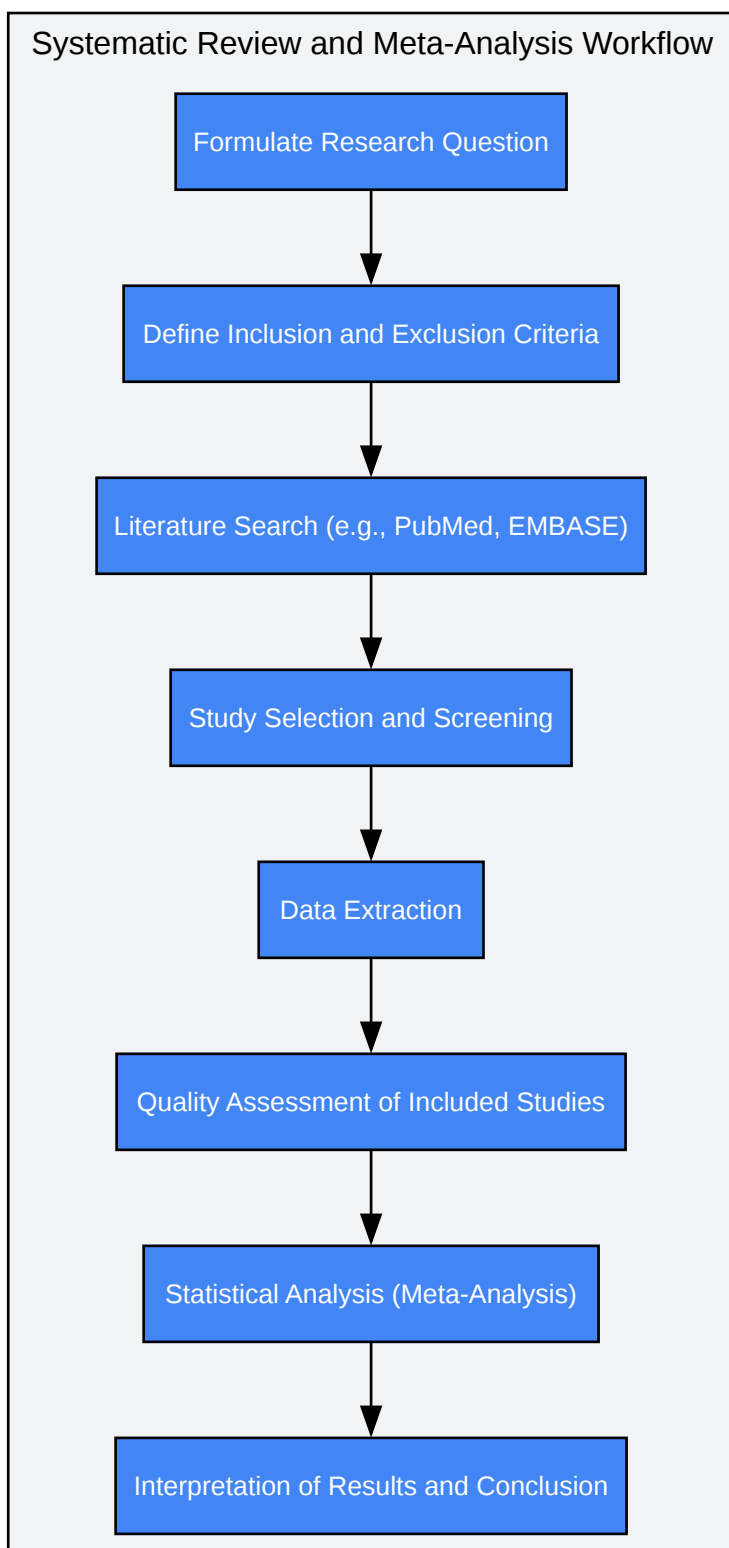 Systematic Review and Meta-Analysis Workflow
Formulate Research Question
Define Inclusion and Exclusion Criteria
Literature Search (e.g., PubMed, EMBASE)
Study Selection and Screening
Data Extraction
Quality Assessment of Included Studies
Statistical Analysis (Meta-Analysis)
Interpretation of Results and Conclusion